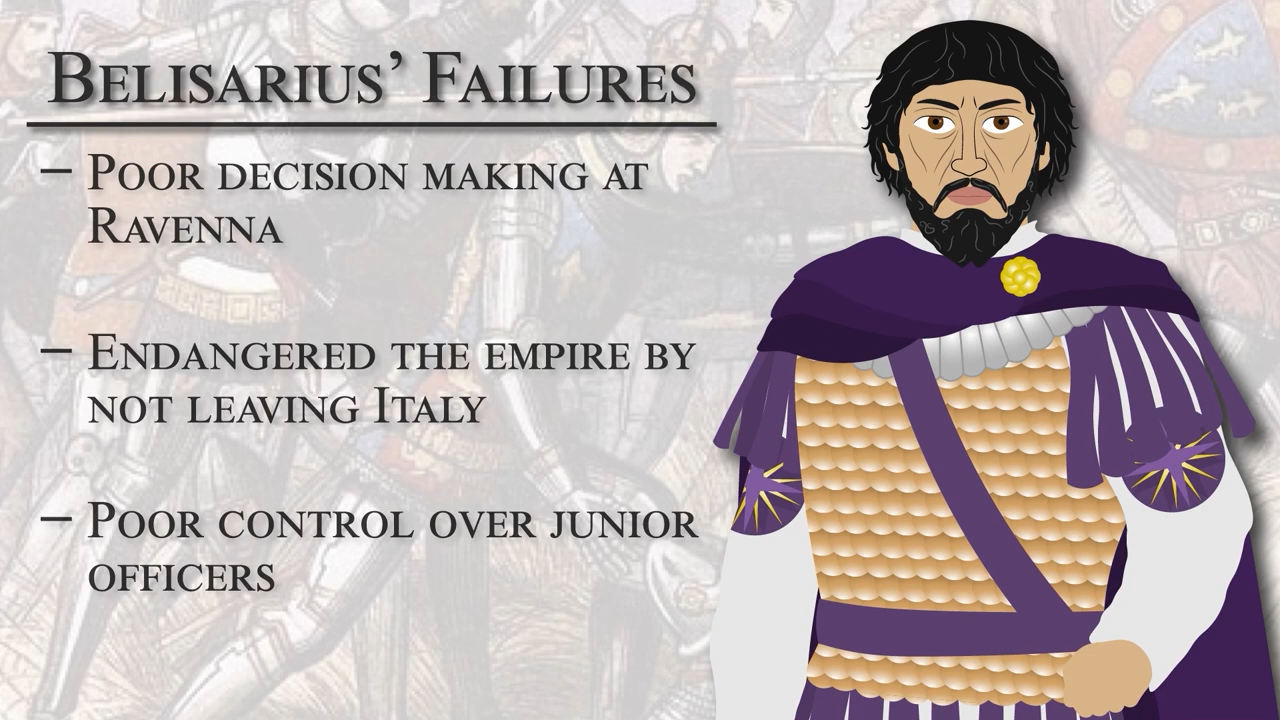 Belisarius’ Failures
– Poor decision making at
Ravenna
– Endangered the empire by
not leaving Italy
– Poor control over junior
officers